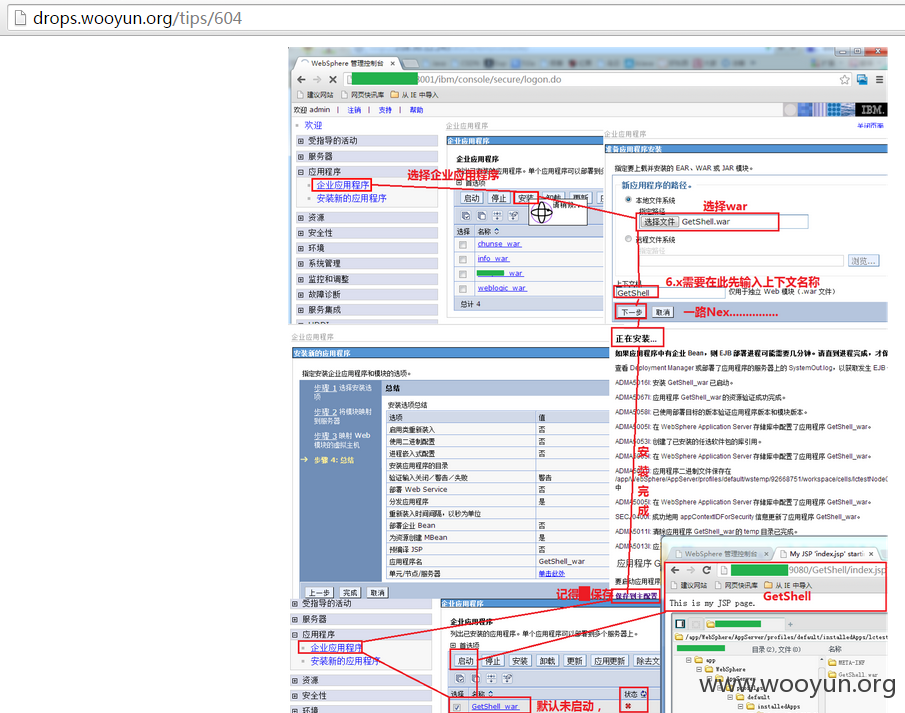 drops.wooyun.org/tips/604
WebSphere 管理控制台
001/ibm/console/secure/logon.do
建议网站 网页快讯库 从 IE 中导入
欢迎 admin | 注销 | 支持 | 帮助
IBM.
关闭页面
欢迎
受指导的活动
服务器
应用程序
企业应用程序
安装新的应用程序
资源
安全性
环境
系统管理
监控和调整
故障诊断
服务集成
企业应用程序
企业应用程序
企业应用程序
选择企业应用程序
首选项
启动 停止 安装 卸载 更新
选择 名称
chunse_war
info_war
_war
weblogic_war
总计 4
企业应用程序
准备应用程序安装
指定要上载并安装的 EAR、WAR 或 JAR 模块。
新应用程序的路径。
本地文件系统
选择war
指定路径
选择文件 GetShell.war
远程文件系统
指定路径
浏览...
上下文根
6.x需要在此先输入上下文名称
GetShell
仅用于独立 Web 模块（.war 文件）
下一步 取消
一路Nex...............
企业应用程序
安装新的应用程序
指定安装企业应用程序和模块的选项。
步骤 1 选择安装选项
步骤 2 将模块映射到服务器
步骤 3 映射 Web 模块的虚拟主机
步骤 4: 总结
总结
安装选项总结
选项 值
启用类重新装入 否
使用二进制配置 否
进程嵌入式配置 否
安装应用程序的目录
验证输入关闭／警告／失败 警告
部署 Web Service 否
分发应用程序 是
重新装入时间间隔，以秒为单位
部署企业 Bean 否
为资源创建 MBean 是
预编译 JSP 否
应用程序名 GetShell_war
单元/节点/服务器 单击此处
上一步 完成 取消
正在安装...
如果应用程序中有企业 Bean，则 EJB 部署进程可能需要几分钟。请直到进程完成，才保
查看 Deployment Manager 或部署了应用程序的服务器上的 SystemOut.log，以获取发生 EJB
ADMA5016I: 安装 GetShell_war 已启动。
ADMA5067I: 应用程序 GetShell_war 的资源验证成功完成。
ADMA5058I: 已使用部署目标的版本验证应用程序版本和模块版本。
ADMA5005I: 在 WebSphere Application Server 存储库中配置了应用程序 GetShell_war。
ADMA5053I: 创建了已安装的任选软件包的库引用。
ADMA5005I: 在 WebSphere Application Server 存储库中配置了应用程序 GetShell_war。
应用程序二进制文件保存在
/app/WebSphere/AppServer/profiles/default/wstemp/92668751/workspace/cells/lctestNode
中
ADMA5005I: 在 WebSphere Application Server 存储库中配置了应用程序 GetShell_war。
成功地用 appContextIDForSecurity 信息更新了应用程序 GetShell_war。
ADMA5011I: 清除应用程序 GetShell_war 的 temp 目录已完成。
ADMA5013I: 应
应用程序 G
要启动应用程序
保存到主配置
安装完成
记得 保存
WebSphere 管理控制台 My JSP 'index.jsp' starti
9080/GetShell/index.jsp
建议网站 网页快讯库 从 IE 中导入
This is my JSP page.
GetShell
/app/WebSphere/AppServer/profiles/default/installedApps/lctest
目录(2),文件(0) 名称
app
WebSphere
AppServer
profiles
default
installedApps
META-INF
GetShell.war
受指导的活动
服务器
应用程序
企业应用程序
安装新的应用程序
资源
安全性
环境
企业应用程序
企业应用程序
列出已安装的应用程序。单个应用程序可以部署到多个服务器上。
首选项
启动 停止 安装 卸载 更新 应用更新 除去文
选择 名称 状态
GetShell_war
默认未启动，
www.wooyun.org